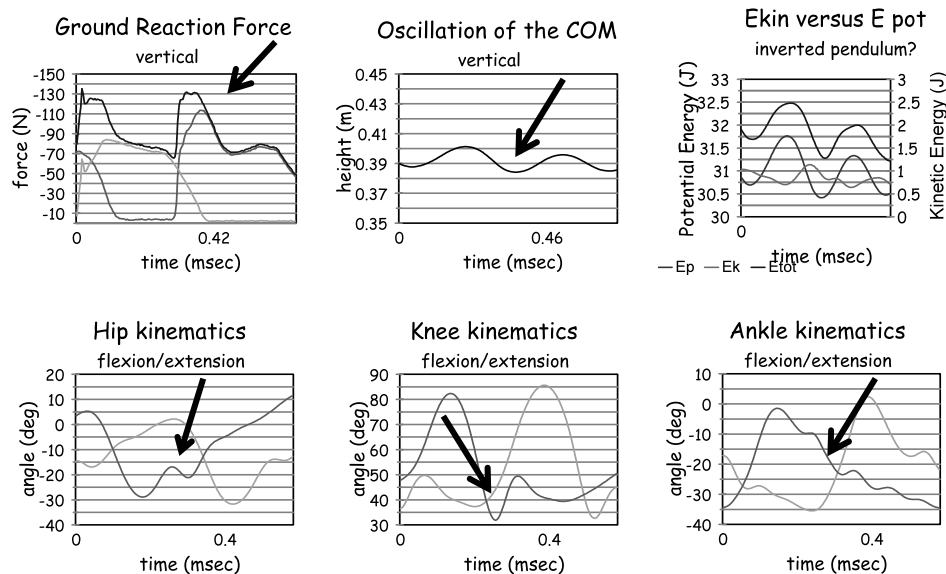 Ground Reaction Force
vertical
-150
-130
-110
-90
-70
-50
-30
-10
force (N)
0
0.42
time (msec)
Oscillation of the COM
vertical
0.45
0.43
0.41
0.39
0.37
0.35
height (m)
0
0.46
time (msec)
Ekin versus E pot
inverted pendulum?
33
32.5
32
31.5
31
30.5
30
Potential Energy (J)
3
2.5
2
1.5
1
0.5
0
Kinetic Energy (J)
0
time (msec)
Ep Ek Etot
Hip kinematics
flexion/extension
20
10
0
-10
-20
-30
-40
angle (deg)
0
0.4
time (msec)
Knee kinematics
flexion/extension
90
80
70
60
50
40
30
angle (deg)
0
0.4
time (msec)
Ankle kinematics
flexion/extension
10
0
-10
-20
-30
-40
angle (deg)
0
0.4
time (msec)